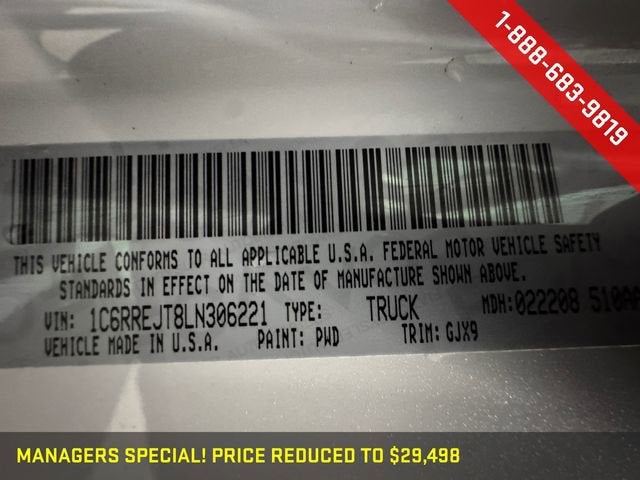 1-888-683-9819
THIS VEHICLE CONFORMS TO ALL APPLICABLE U.S.A. FEDERAL MOTOR VEHICLE SAFETY
STANDARDS IN EFFECT ON THE DATE OF MANUFACTURE SHOWN ABOVE.
VIN: 1C6RREJT8LN306221 TYPE: TRUCK MDH:022208 510A
VEHICLE MADE IN U.S.A. PAINT: PWD TRIM: GJX9
MANAGERS SPECIAL! PRICE REDUCED TO $29,498